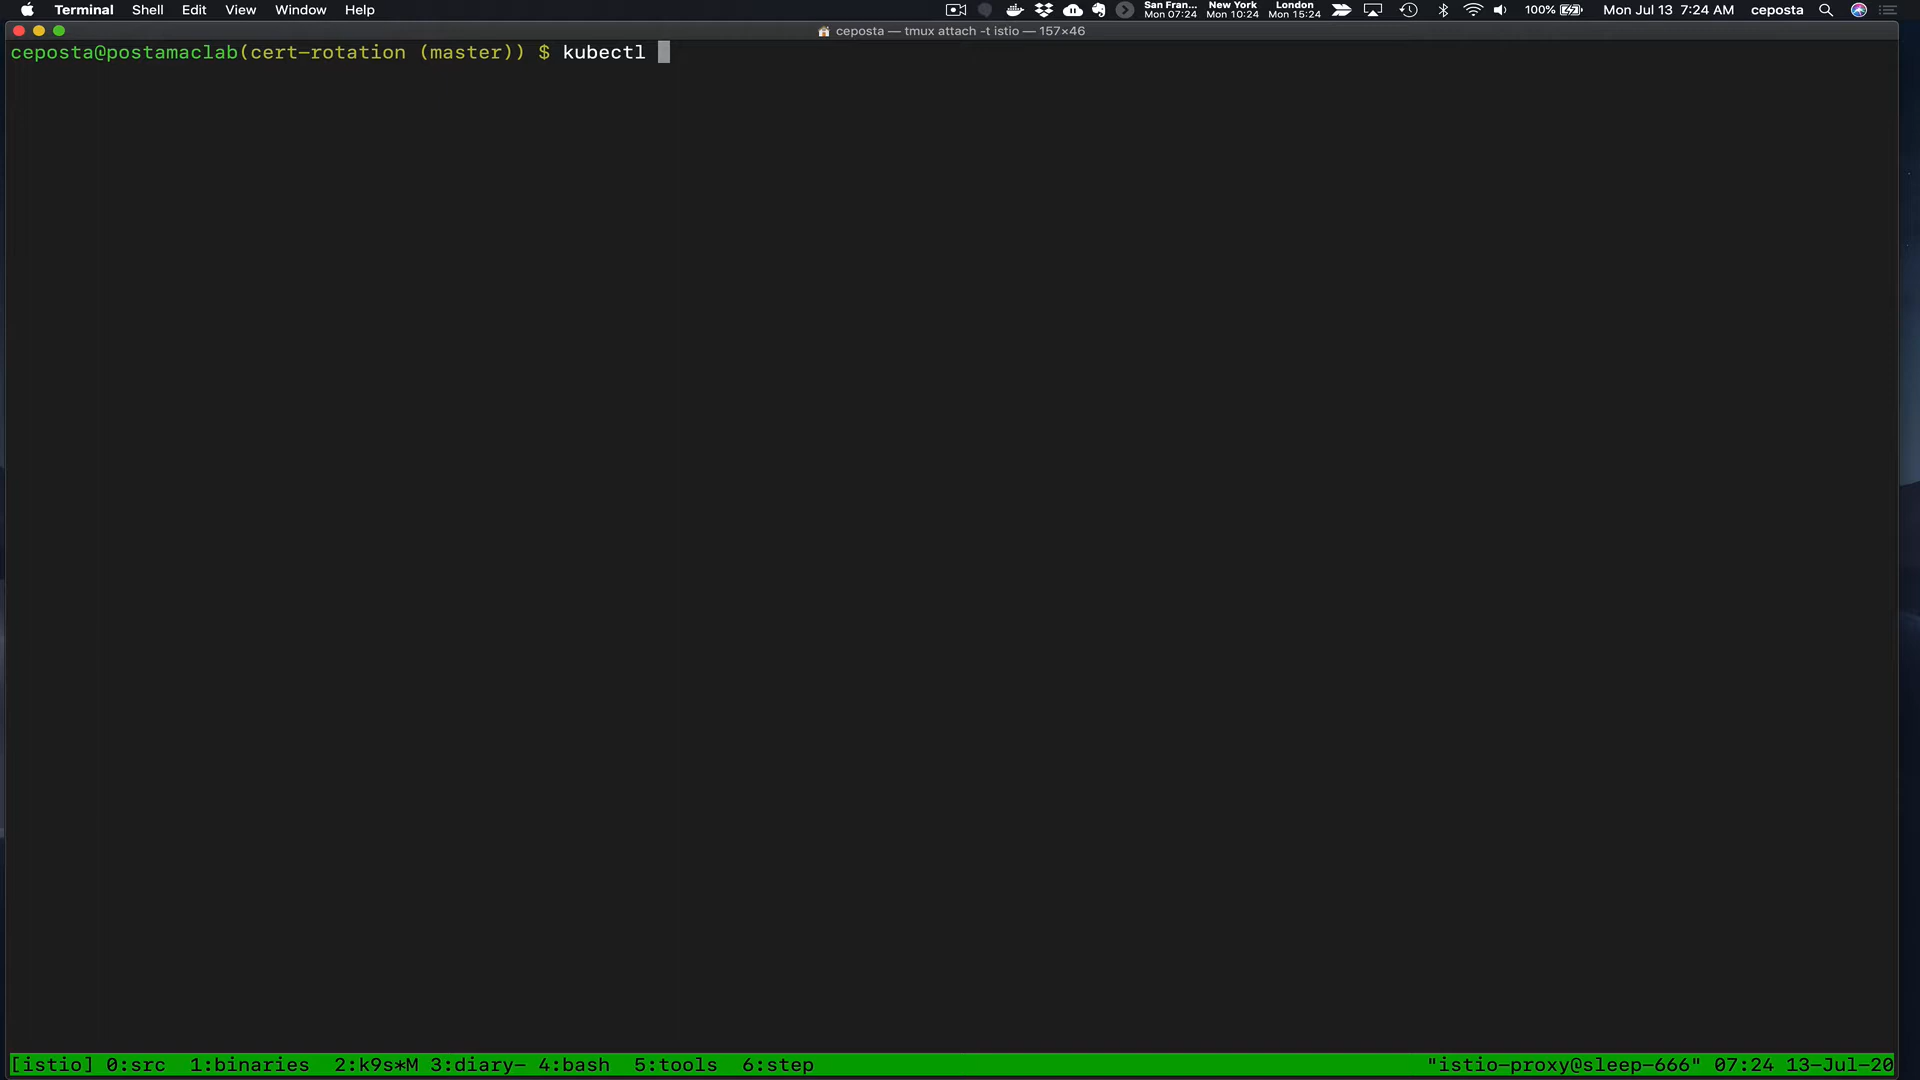 Terminal Shell Edit View Window Help
San Fran... New York London
Mon 07:24 Mon 10:24 Mon 15:24
100% Mon Jul 13 7:24 AM ceposta
ceposta — tmux attach -t istio — 157×46
ceposta@postamaclab(cert-rotation (master)) $ kubectl
[istio] 0:src 1:binaries 2:k9s*M 3:diary- 4:bash 5:tools 6:step "istio-proxy@sleep-666" 07:24 13-Jul-20